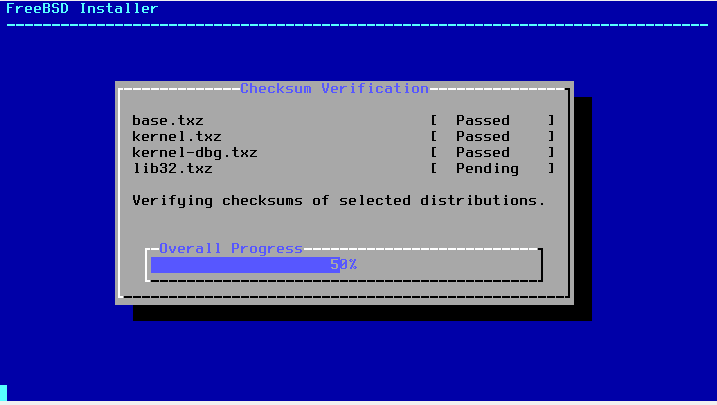 FreeBSD Installer
Checksum Verification
base.txz [ Passed ]
kernel.txz [ Passed ]
kernel-dbg.txz [ Passed ]
lib32.txz [ Pending ]
Verifying checksums of selected distributions.
Overall Progress
50%